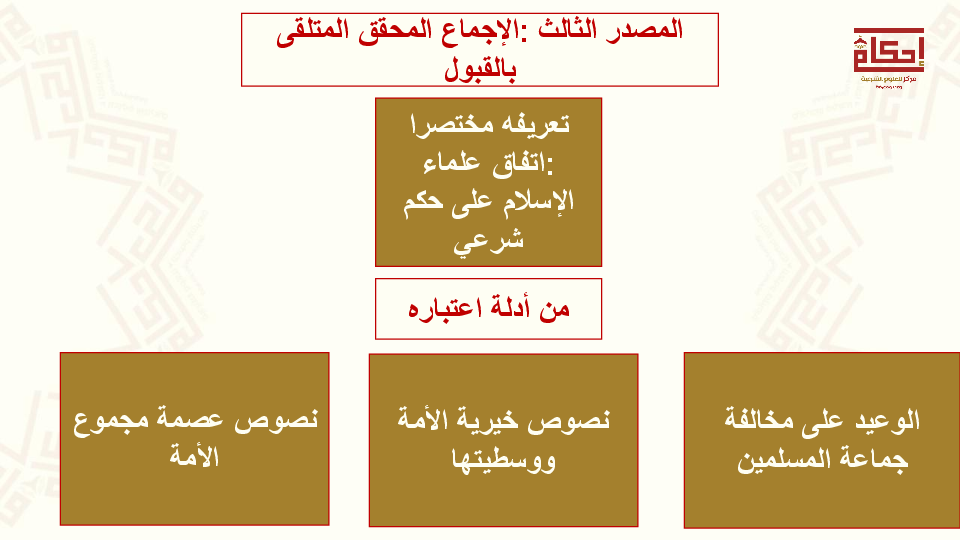 المصدر الثالث :الإجماع المحقق المتلقى
بالقبول
إحكام
مركز للعلوم الشرعية
تعريفه مختصرا
:اتفاق علماء
الإسلام على حكم
شرعي
من أدلة اعتباره
الوعيد على مخالفة
جماعة المسلمين
نصوص خيرية الأمة
ووسطيتها
نصوص عصمة مجموع
الأمة